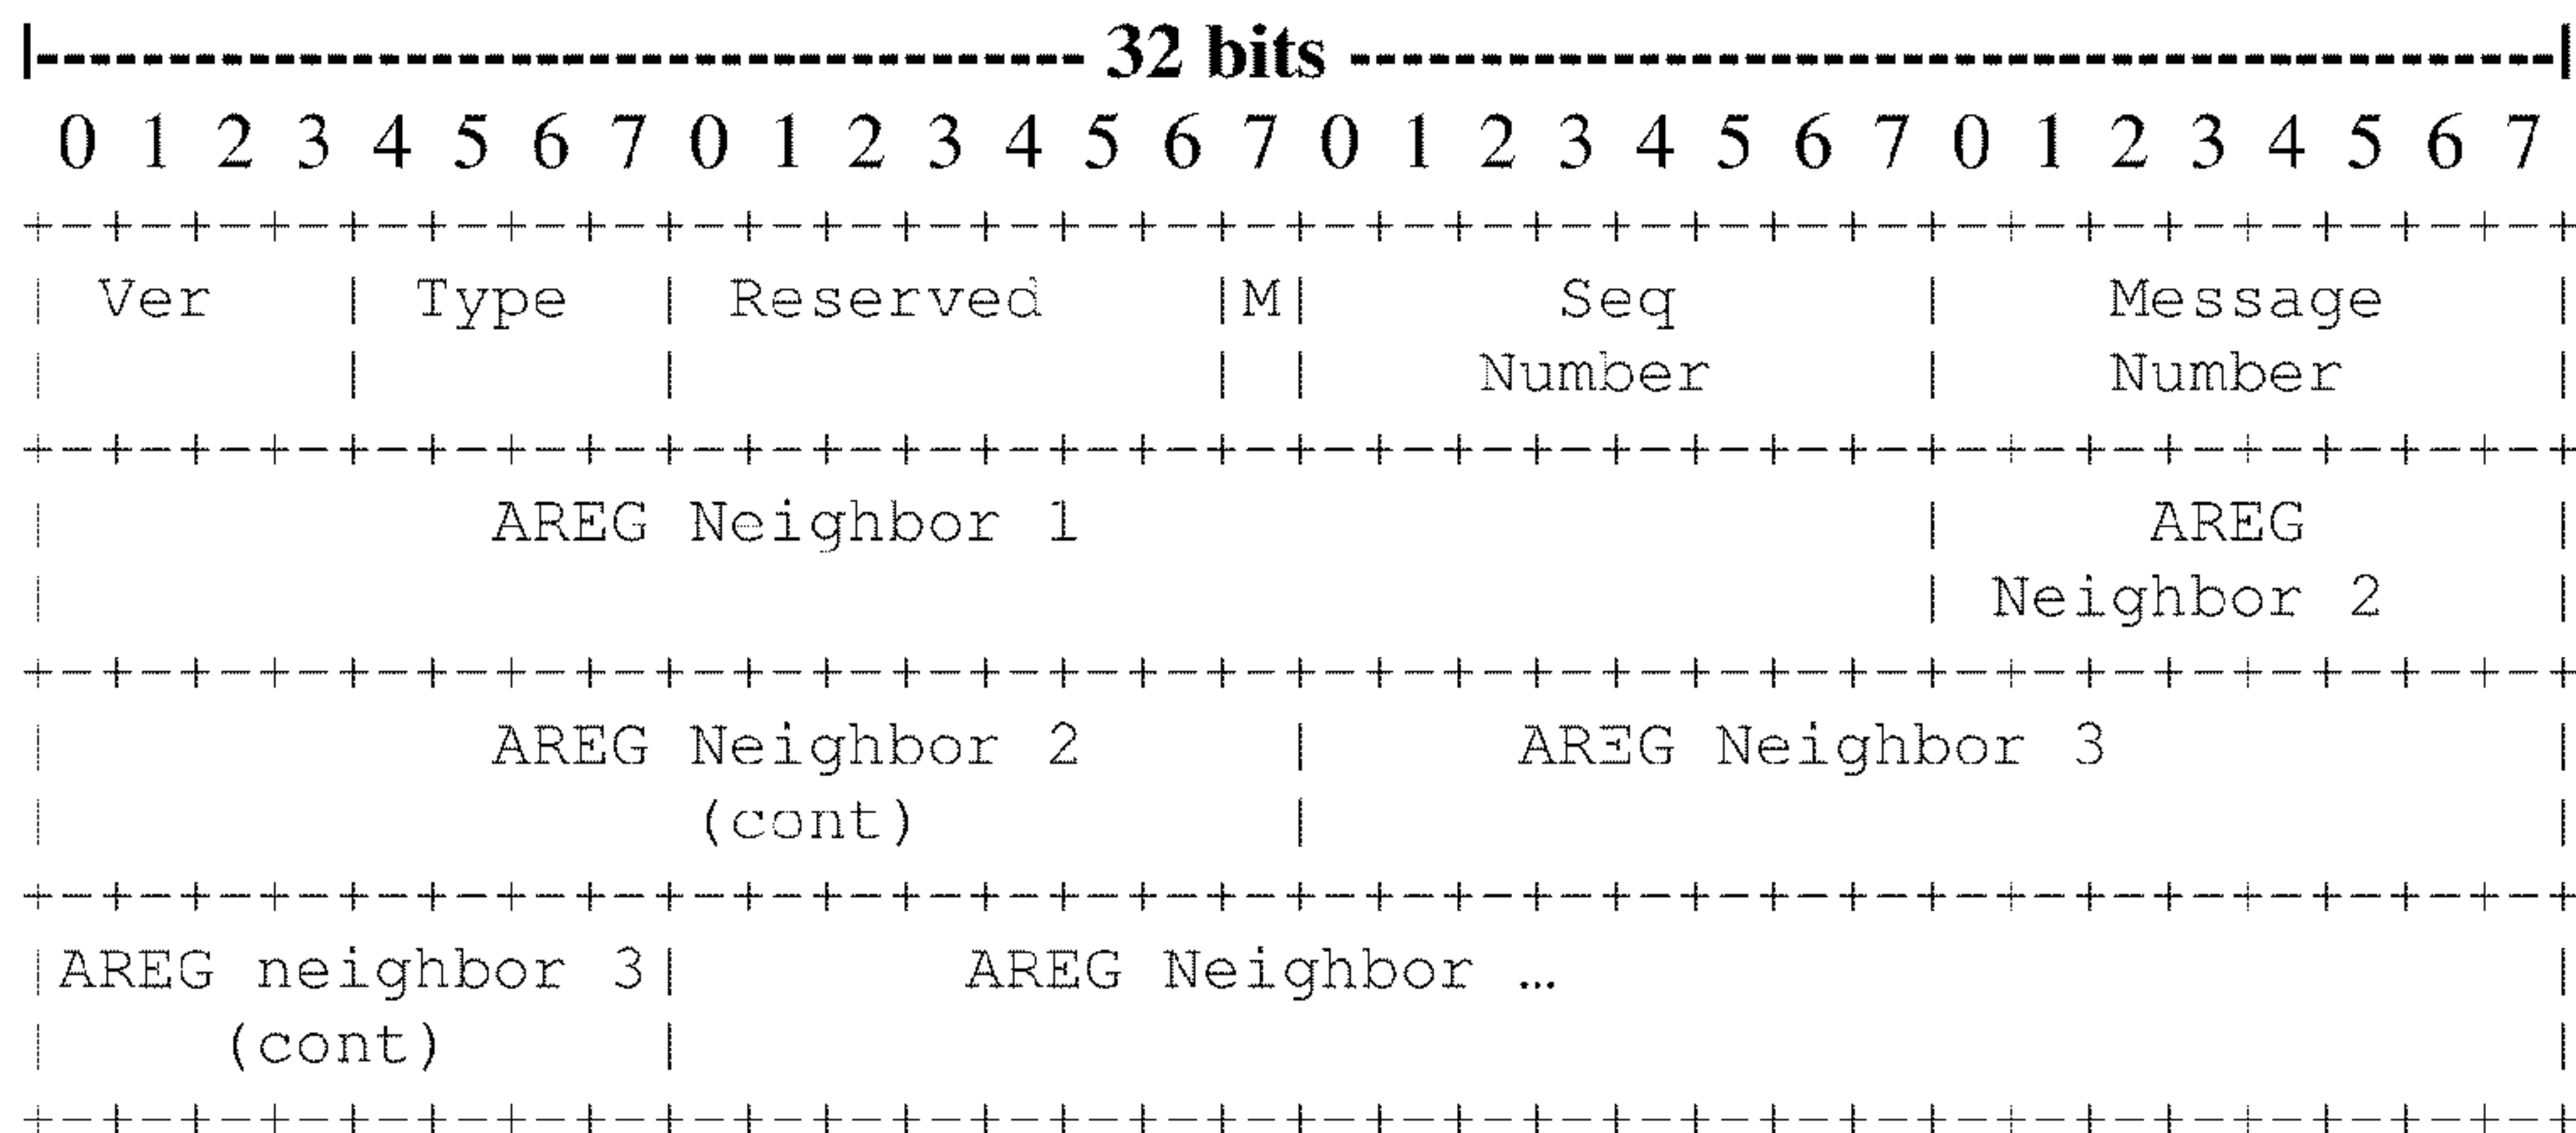 |---------------------------------------- 32 bits ----------------------------------------------|
0 1 2 3 4 5 6 7 0 1 2 3 4 5 6 7 0 1 2 3 4 5 6 7 0 1 2 3 4 5 6 7
+-+-+-+-+-+-+-+-+-+-+-+-+-+-+-+-+-+-+-+-+-+-+-+-+-+-+-+-+-+-+-+-+
| Ver | Type | Reserved |M| Seq | Message |
| | | | | Number | Number |
+-+-+-+-+-+-+-+-+-+-+-+-+-+-+-+-+-+-+-+-+-+-+-+-+-+-+-+-+-+-+-+-+
| AREG Neighbor 1 | AREG |
| | Neighbor 2 |
+-+-+-+-+-+-+-+-+-+-+-+-+-+-+-+-+-+-+-+-+-+-+-+-+-+-+-+-+-+-+-+-+
| AREG Neighbor 2 | AREG Neighbor 3 |
| (cont) | |
+-+-+-+-+-+-+-+-+-+-+-+-+-+-+-+-+-+-+-+-+-+-+-+-+-+-+-+-+-+-+-+-+
|AREG neighbor 3| AREG Neighbor … |
| (cont) | |
+-+-+-+-+-+-+-+-+-+-+-+-+-+-+-+-+-+-+-+-+-+-+-+-+-+-+-+-+-+-+-+-+